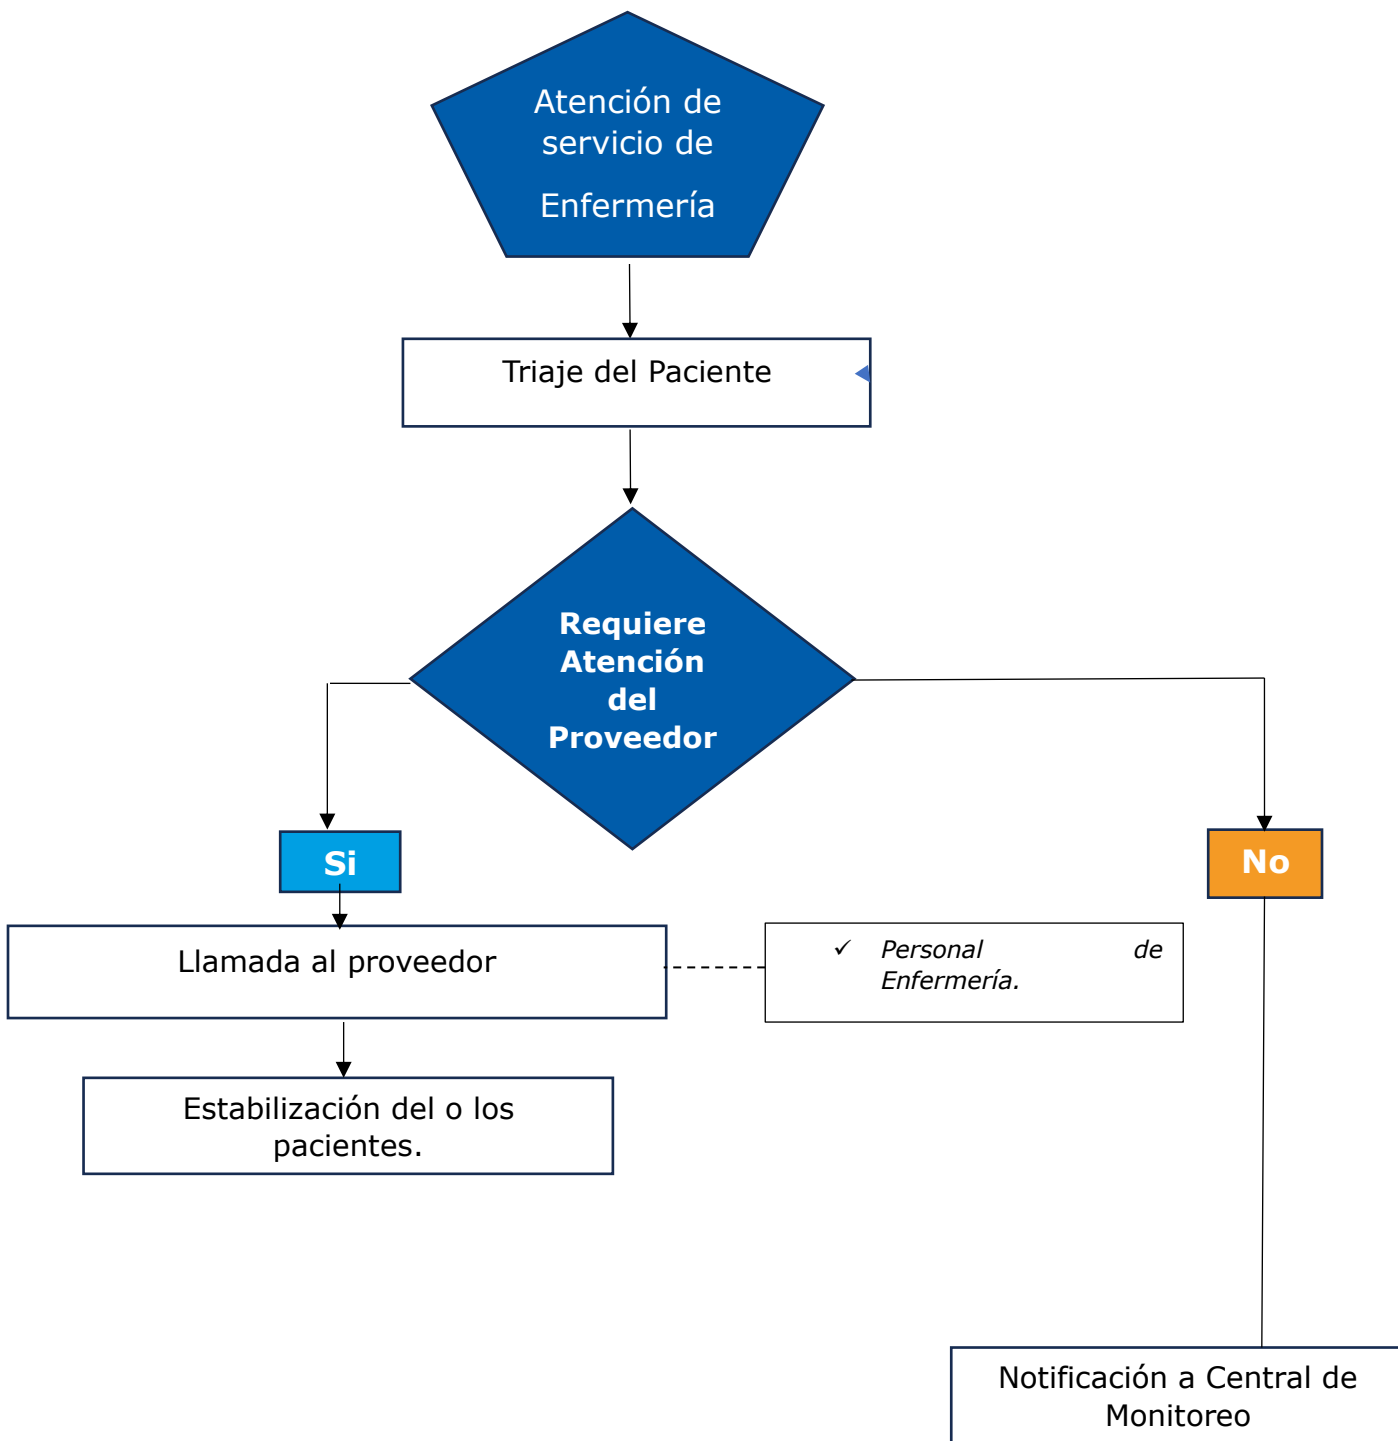 Atención de
servicio de
Enfermería
Triaje del Paciente
Requiere
Atención
del
Proveedor
Si
No
Llamada al proveedor
✓ Personal de
Enfermería.
Estabilización del o los
pacientes.
Notificación a Central de
Monitoreo